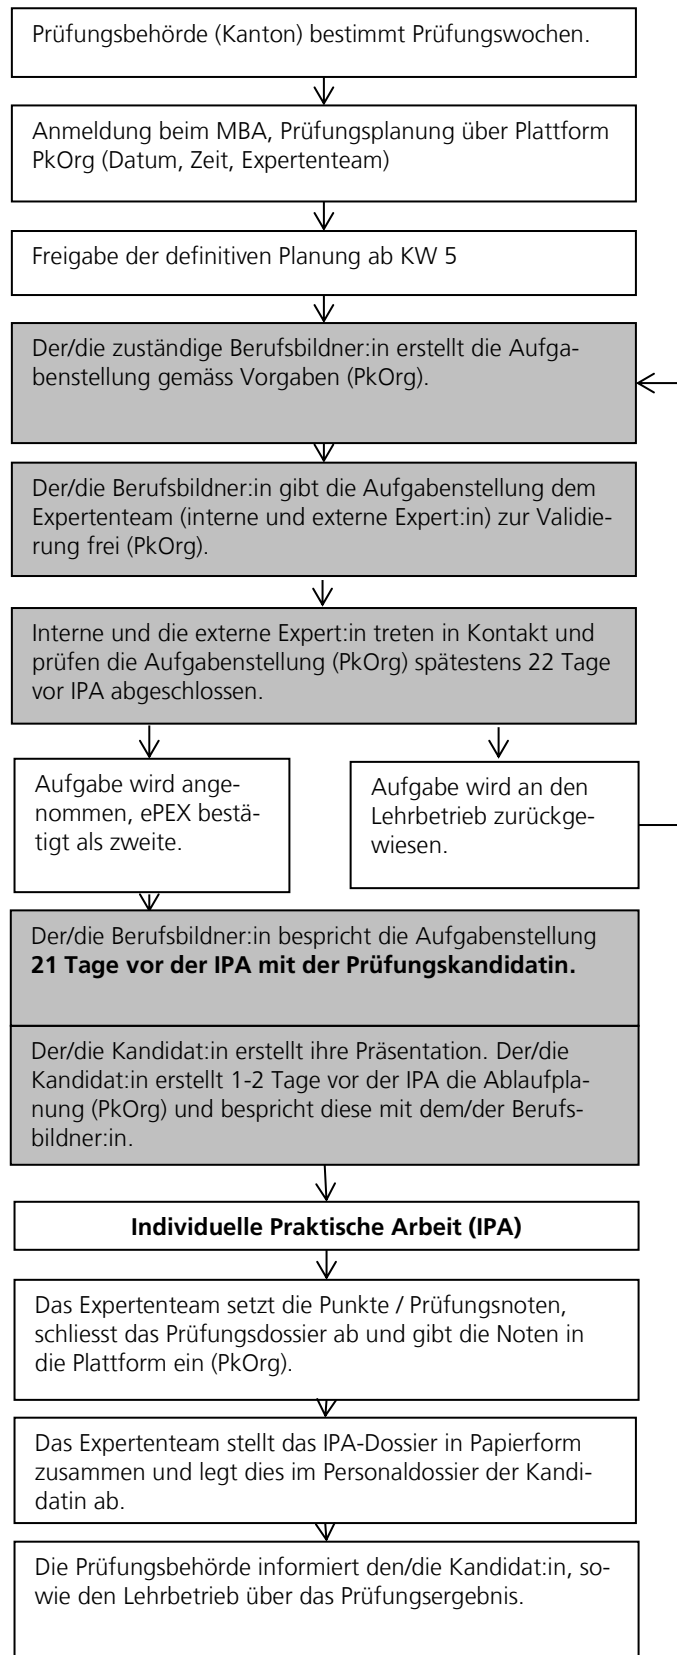 Prüfungsbehörde (Kanton) bestimmt Prüfungswochen.
Anmeldung beim MBA, Prüfungsplanung über Plattform
PkOrg (Datum, Zeit, Expertenteam)
Freigabe der definitiven Planung ab KW 5
Der/die zuständige Berufsbildner:in erstellt die Aufga-
benstellung gemäss Vorgaben (PkOrg).
Der/die Berufsbildner:in gibt die Aufgabenstellung dem
Expertenteam (interne und externe Expert:in) zur Validie-
rung frei (PkOrg).
Interne und die externe Expert:in treten in Kontakt und
prüfen die Aufgabenstellung (PkOrg) spätestens 22 Tage
vor IPA abgeschlossen.
Aufgabe wird ange-
nommen, ePEX bestä-
tigt als zweite.
Aufgabe wird an den
Lehrbetrieb zurückge-
wiesen.
Der/die Berufsbildner:in bespricht die Aufgabenstellung
21 Tage vor der IPA mit der Prüfungskandidatin.
Der/die Kandidat:in erstellt ihre Präsentation. Der/die
Kandidat:in erstellt 1-2 Tage vor der IPA die Ablaufpla-
nung (PkOrg) und bespricht diese mit dem/der Berufs-
bildner:in.
Individuelle Praktische Arbeit (IPA)
Das Expertenteam setzt die Punkte / Prüfungsnoten,
schliesst das Prüfungsdossier ab und gibt die Noten in
die Plattform ein (PkOrg).
Das Expertenteam stellt das IPA-Dossier in Papierform
zusammen und legt dies im Personaldossier der Kandi-
datin ab.
Die Prüfungsbehörde informiert den/die Kandidat:in, so-
wie den Lehrbetrieb über das Prüfungsergebnis.